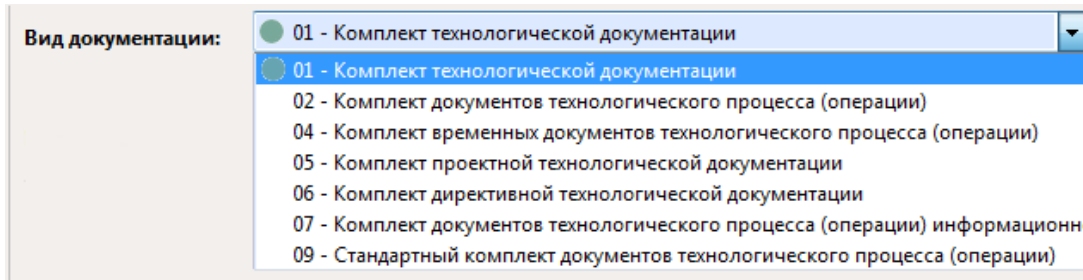 Вид документации:
01 - Комплект технологической документации
01 - Комплект технологической документации
02 - Комплект документов технологического процесса (операции)
04 - Комплект временных документов технологического процесса (операции)
05 - Комплект проектной технологической документации
06 - Комплект директивной технологической документации
07 - Комплект документов технологического процесса (операции) информационн
09 - Стандартный комплект документов технологического процесса (операции)